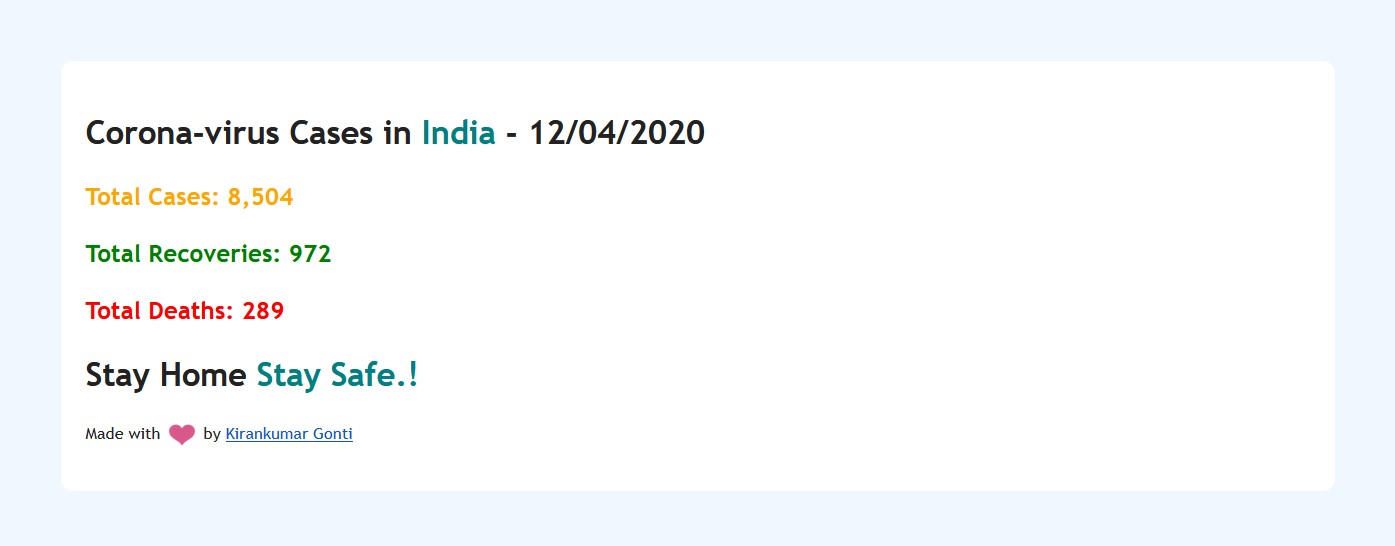 Corona-virus Cases in India - 12/04/2020
Total Cases: 8,504
Total Recoveries: 972
Total Deaths: 289
Stay Home Stay Safe.!
Made with by Kirankumar Gonti